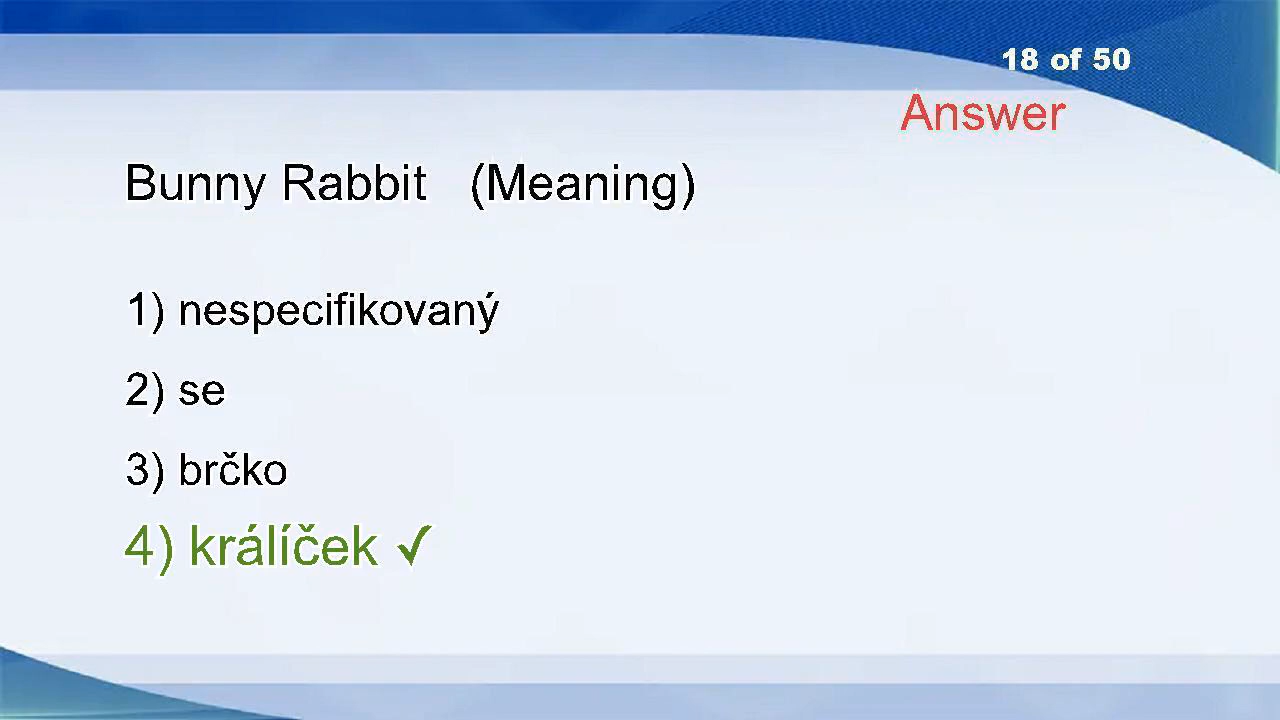 18 of 50
Answer
Bunny Rabbit (Meaning)
1) nespecifikovaný
2) se
3) brčko
4) králíček ✓